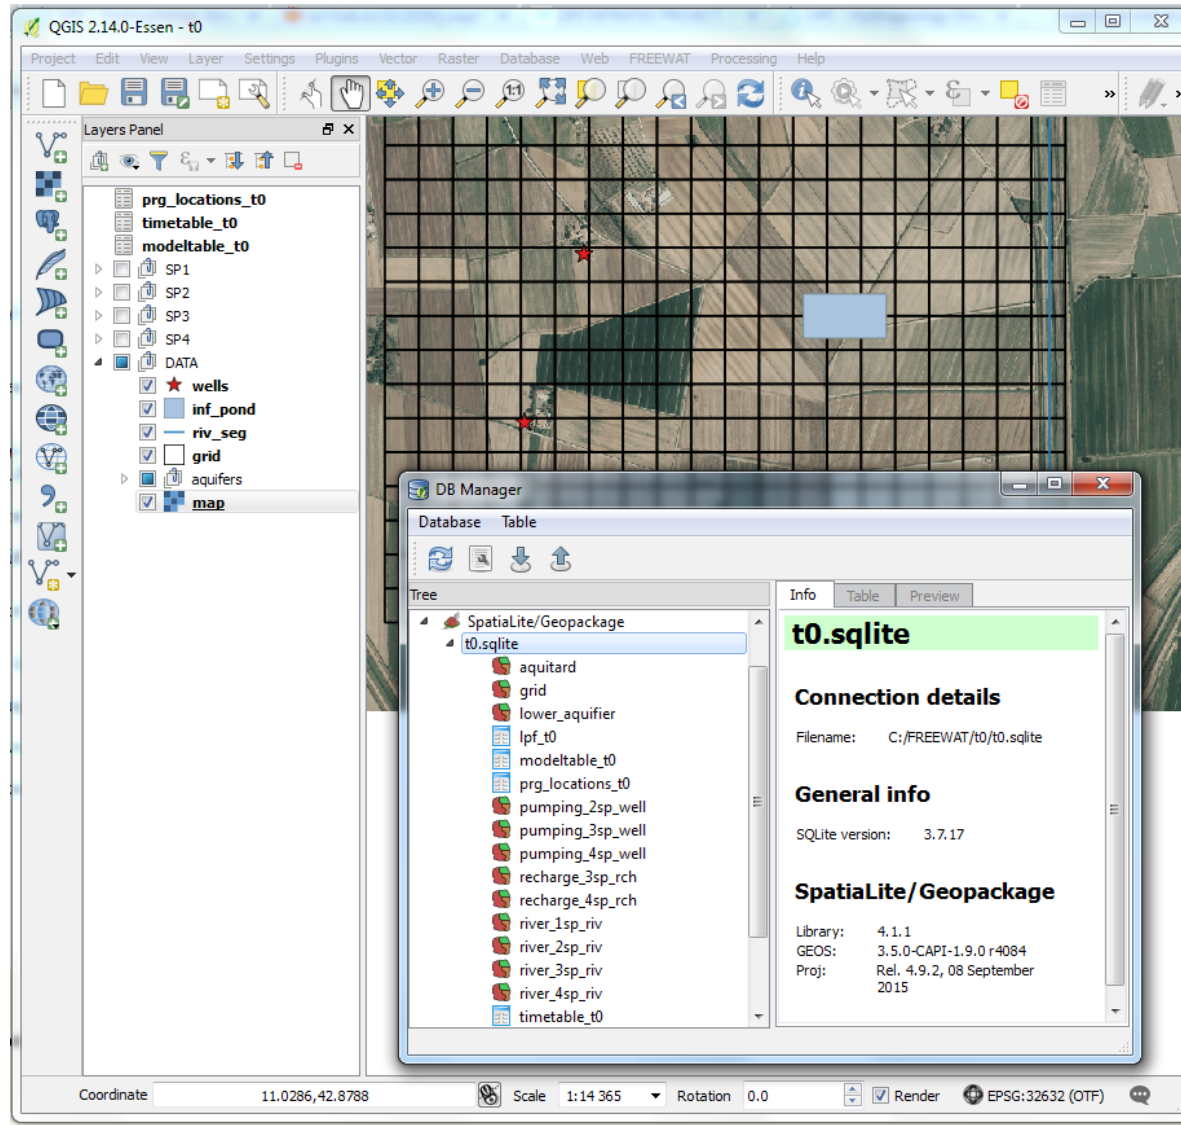 QGIS 2.14.0-Essen - t0
Project Edit View Layer Settings Plugins Vector Raster Database Web FREEWAT Processing Help
1:1
Layers Panel
prg_locations_t0
timetable_t0
modeltable_t0
SP1
SP2
SP3
SP4
DATA
wells
inf_pond
riv_seg
grid
aquifers
map
DB Manager
Database Table
Tree
SpatiaLite/Geopackage
t0.sqlite
aquitard
grid
lower_aquifier
lpf_t0
modeltable_t0
prg_locations_t0
pumping_2sp_well
pumping_3sp_well
pumping_4sp_well
recharge_3sp_rch
recharge_4sp_rch
river_1sp_riv
river_2sp_riv
river_3sp_riv
river_4sp_riv
timetable_t0
Info Table Preview
t0.sqlite
Connection details
Filename: C:/FREEWAT/t0/t0.sqlite
General info
SQLite version: 3.7.17
SpatiaLite/Geopackage
Library: 4.1.1
GEOS: 3.5.0-CAPI-1.9.0 r4084
Proj: Rel. 4.9.2, 08 September
2015
Coordinate 11.0286,42.8788 Scale 1:14 365 Rotation 0.0 Render EPSG:32632 (OTF)